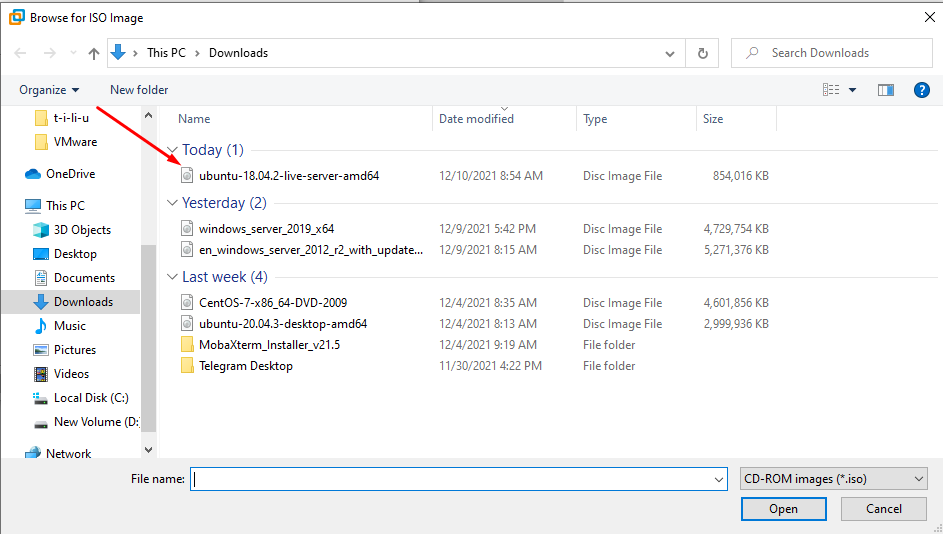 Browse for ISO Image
This PC > Downloads
Search Downloads
Organize
New folder
t-i-li-u
VMware
OneDrive
This PC
3D Objects
Desktop
Documents
Downloads
Music
Pictures
Videos
Local Disk (C:)
New Volume (D:
Network
Name Date modified Type Size
Today (1)
ubuntu-18.04.2-live-server-amd64 12/10/2021 8:54 AM Disc Image File 854,016 KB
Yesterday (2)
windows_server_2019_x64 12/9/2021 5:42 PM Disc Image File 4,729,754 KB
en_windows_server_2012_r2_with_update... 12/9/2021 8:15 AM Disc Image File 5,271,376 KB
Last week (4)
CentOS-7-x86_64-DVD-2009 12/4/2021 8:35 AM Disc Image File 4,601,856 KB
ubuntu-20.04.3-desktop-amd64 12/4/2021 8:13 AM Disc Image File 2,999,936 KB
MobaXterm_Installer_v21.5 12/4/2021 9:19 AM File folder
Telegram Desktop 11/30/2021 4:22 PM File folder
File name:
CD-ROM images (*.iso)
Open
Cancel